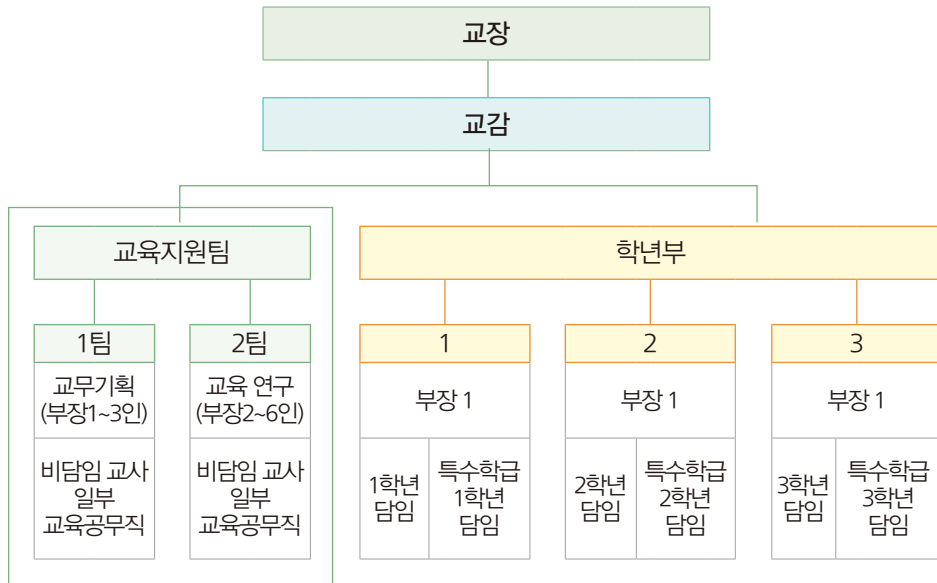 교장
교감
교육지원팀
학년부
1팀
2팀
1
2
3
교무기획
(부장1~3인)
교육 연구
(부장2~6인)
부장 1
부장 1
부장 1
비담임 교사
일부
교육공무직
비담임 교사
일부
교육공무직
1학년
담임
특수학급
1학년
담임
2학년
담임
특수학급
2학년
담임
3학년
담임
특수학급
3학년
담임